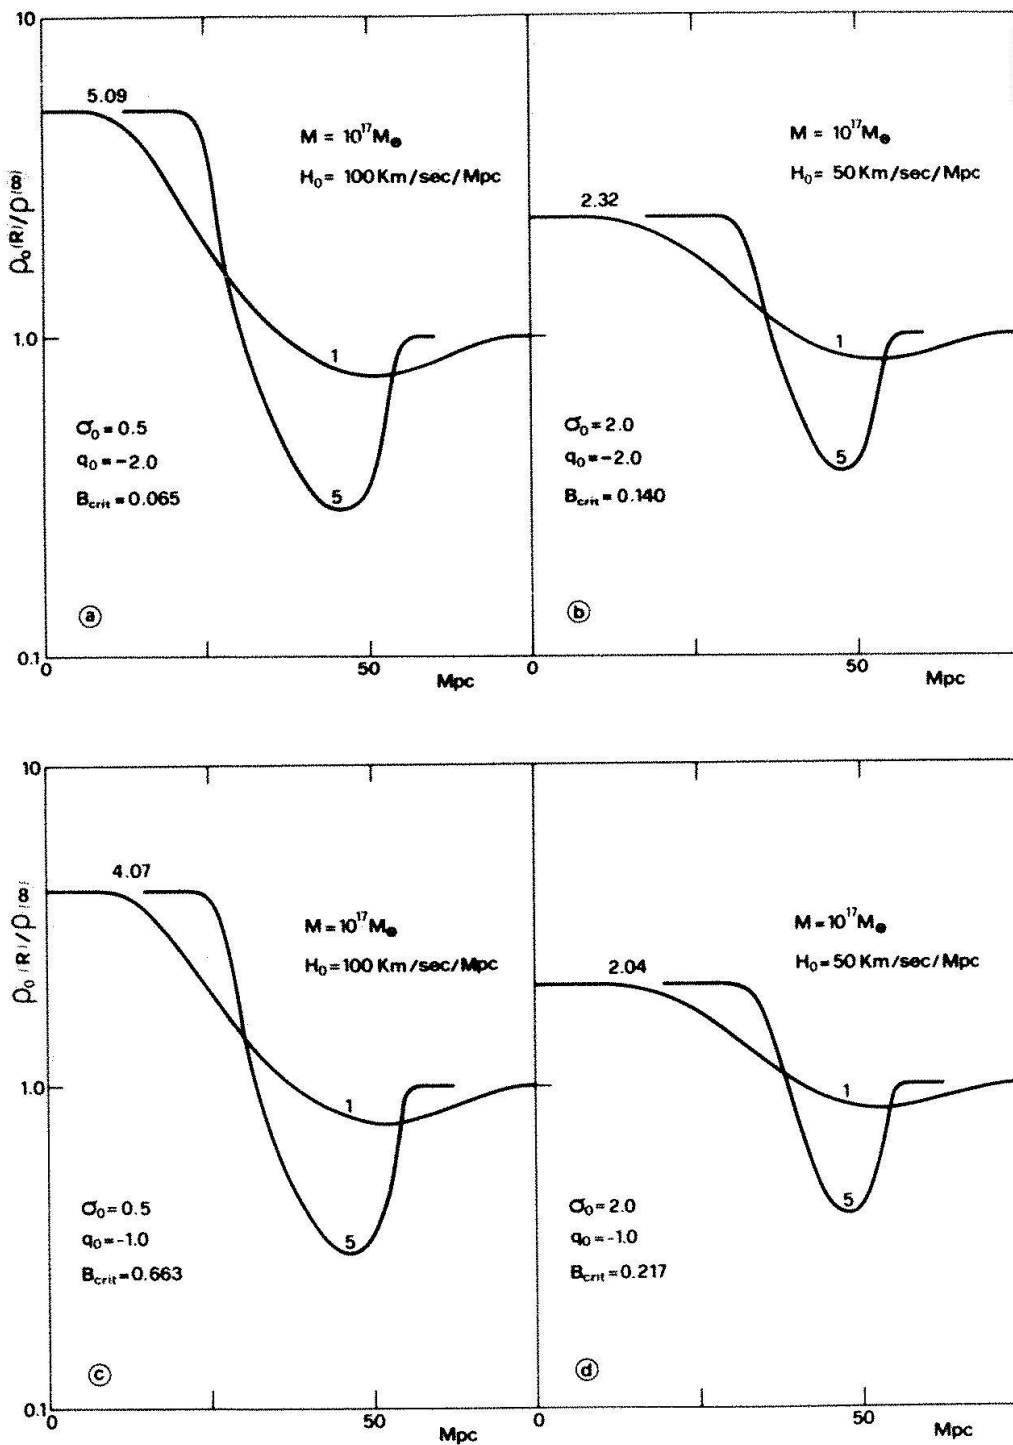 10
5.09
M = 10¹⁷M⊙
H₀= 100 Km/sec/Mpc
ρ₀(R)/ρ(∞)
1.0
1
5
σ₀ = 0.5
q₀ = -2.0
B_crit = 0.065
a
0.1
0
50
Mpc
2.32
M = 10¹⁷M⊙
H₀= 50 Km/sec/Mpc
1
5
σ₀ = 2.0
q₀ = -2.0
B_crit = 0.140
b
0
50
Mpc
10
4.07
M = 10¹⁷M⊙
H₀=100 Km/sec/Mpc
ρ₀(R)/ρ(∞)
1.0
1
5
σ₀ = 0.5
q₀ = -1.0
B_crit = 0.663
c
0.1
0
50
Mpc
2.04
M = 10¹⁷M⊙
H₀=50 Km/sec/Mpc
1
5
σ₀ = 2.0
q₀ = -1.0
B_crit = 0.217
d
0
50
Mpc